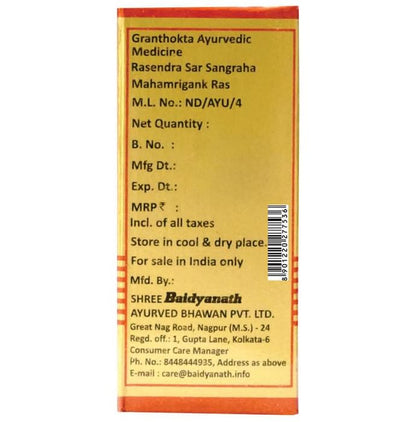 Granthokta Ayurvedic
Medicine
Rasendra Sar Sangraha
Mahamrigank Ras
M.L. No.: ND/AYU/4
Net Quantity :
B. No. :
Mfg Dt.:
Exp. Dt.:
MRP₹ :
Incl. of all taxes
Store in cool & dry place.
For sale in India only
Mfd. By.:
SHREE Baidyanath
AYURVED BHAWAN PVT. LTD.
Great Nag Road, Nagpur (M.S.) - 24
Regd. off.: 1, Gupta Lane, Kolkata-6
Consumer Care Manager
Ph. No.: 8448444935, Address as above
E-mail : care@baidyanath.info
8901220277536